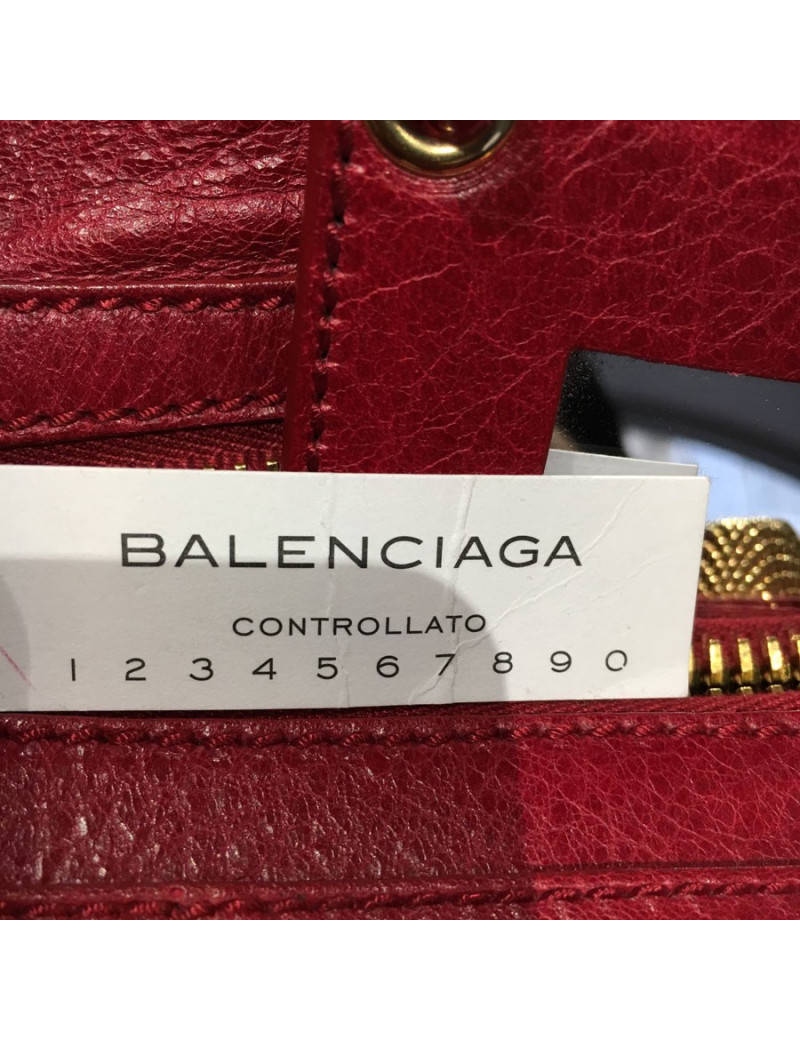 BALENCIAGA
CONTROLLATO
1 2 3 4 5 6 7 8 9 0